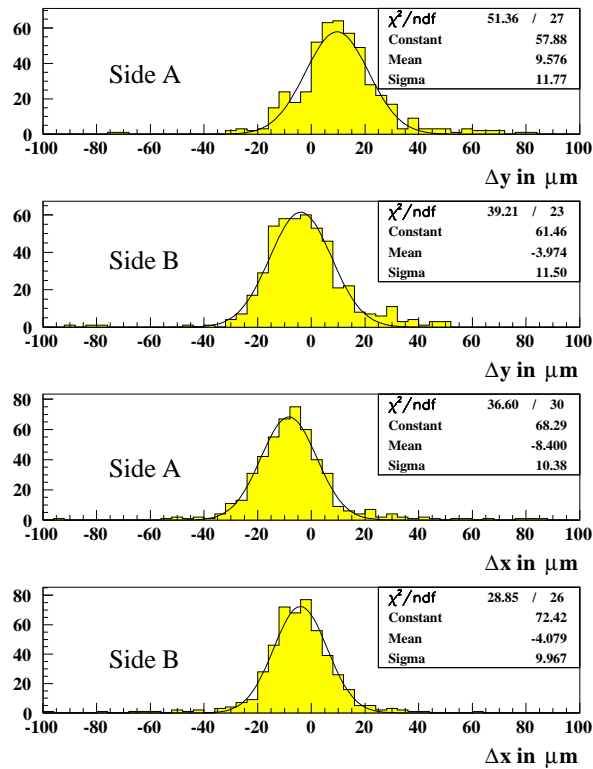 χ²/ndf 51.36 / 27
Constant 57.88
Mean 9.576
Sigma 11.77
Side A
60
40
20
0
-100 -80 -60 -40 -20 0 20 40 60 80 100
Δy in μm
χ²/ndf 39.21 / 23
Constant 61.46
Mean -3.974
Sigma 11.50
Side B
60
40
20
0
-100 -80 -60 -40 -20 0 20 40 60 80 100
Δy in μm
χ²/ndf 36.60 / 30
Constant 68.29
Mean -8.400
Sigma 10.38
Side A
80
60
40
20
0
-100 -80 -60 -40 -20 0 20 40 60 80 100
Δx in μm
χ²/ndf 28.85 / 26
Constant 72.42
Mean -4.079
Sigma 9.967
Side B
80
60
40
20
0
-100 -80 -60 -40 -20 0 20 40 60 80 100
Δx in μm